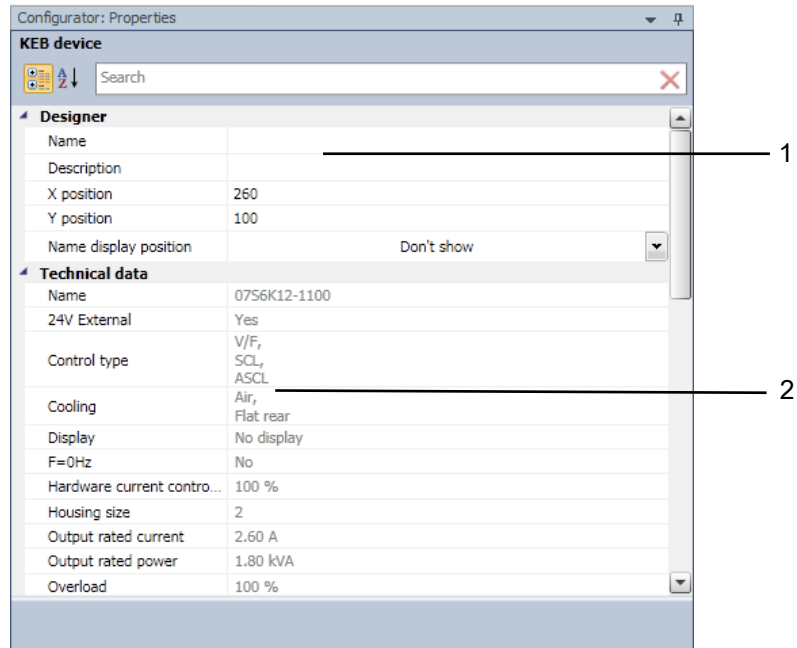 Configurator: Properties
KEB device
A
Z
Search
Designer
Name
1
Description
X position 260
Y position 100
Name display position Don't show
Technical data
Name 07S6K12-1100
24V External Yes
Control type V/F,
SCL,
ASCL
2
Cooling Air,
Flat rear
Display No display
F=0Hz No
Hardware current contro... 100 %
Housing size 2
Output rated current 2.60 A
Output rated power 1.80 kVA
Overload 100 %